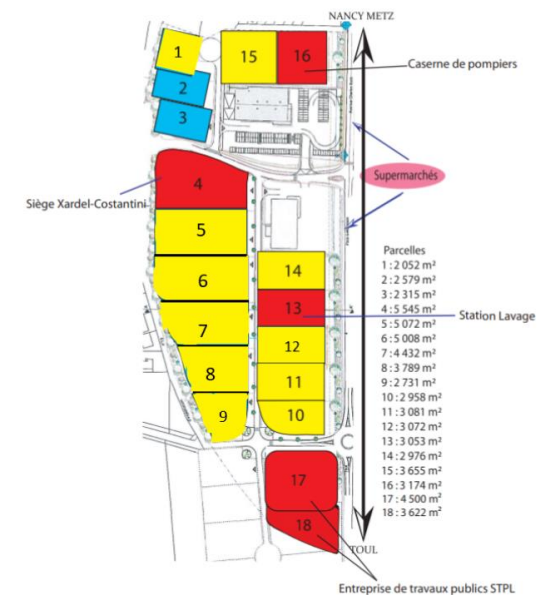 NANCY METZ
1
15
16
Caserne de pompiers
2
3
Supermarchés
4
Siège Xardel-Costantini
5
6
14
7
13
Station Lavage
12
8
11
9
10
17
18
Parcelles
1 : 2 052 m²
2 : 2 579 m²
3 : 2 315 m²
4 : 5 545 m²
5 : 5 072 m²
6 : 5 008 m²
7 : 4 432 m²
8 : 3 789 m²
9 : 2 731 m²
10 : 2 958 m²
11 : 3 081 m²
12 : 3 072 m²
13 : 3 053 m²
14 : 2 976 m²
15 : 3 655 m²
16 : 3 174 m²
17 : 4 500 m²
18 : 3 622 m²
TOUL
Entreprise de travaux publics STPL